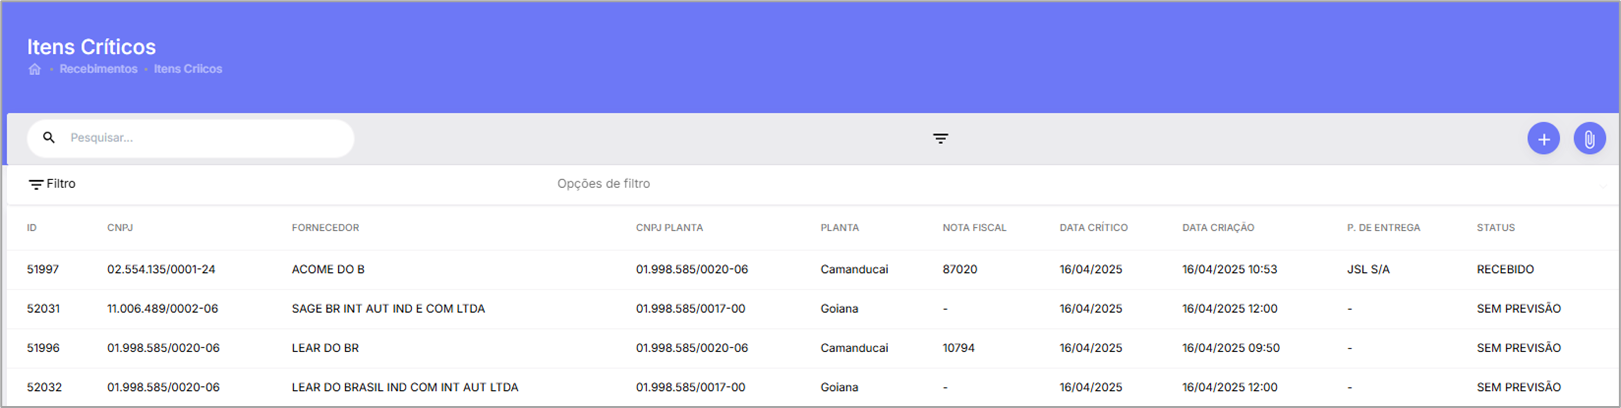 Itens Críticos
• Recebimentos • Itens Criicos
Pesquisar...
Filtro Opções de filtro
ID CNPJ FORNECEDOR CNPJ PLANTA PLANTA NOTA FISCAL DATA CRÍTICO DATA CRIAÇÃO P. DE ENTREGA STATUS
51997 02.554.135/0001-24 ACOME DO B 01.998.585/0020-06 Camanducai 87020 16/04/2025 16/04/2025 10:53 JSL S/A RECEBIDO
52031 11.006.489/0002-06 SAGE BR INT AUT IND E COM LTDA 01.998.585/0017-00 Goiana - 16/04/2025 16/04/2025 12:00 - SEM PREVISÃO
51996 01.998.585/0020-06 LEAR DO BR 01.998.585/0020-06 Camanducai 10794 16/04/2025 16/04/2025 09:50 - SEM PREVISÃO
52032 01.998.585/0020-06 LEAR DO BRASIL IND COM INT AUT LTDA 01.998.585/0017-00 Goiana - 16/04/2025 16/04/2025 12:00 - SEM PREVISÃO